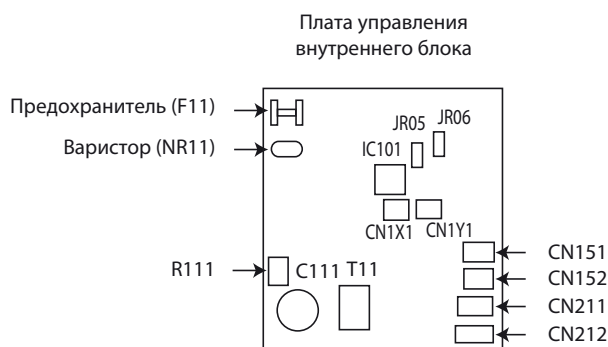 Плата управления
внутреннего блока
Предохранитель (F11)
Варистор (NR11)
JR05
JR06
IC101
CN1X1
CN1Y1
R111
C111
T11
CN151
CN152
CN211
CN212